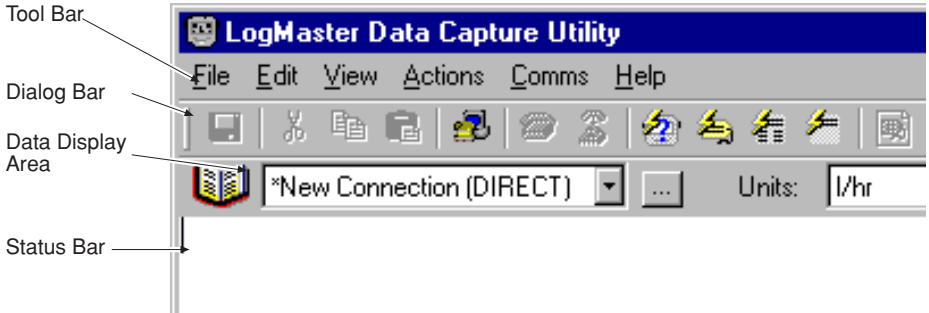 Tool Bar
LogMaster Data Capture Utility
File Edit View Actions Comms Help
Dialog Bar
Data Display
Area
*New Connection (DIRECT) ... Units: l/hr
Status Bar